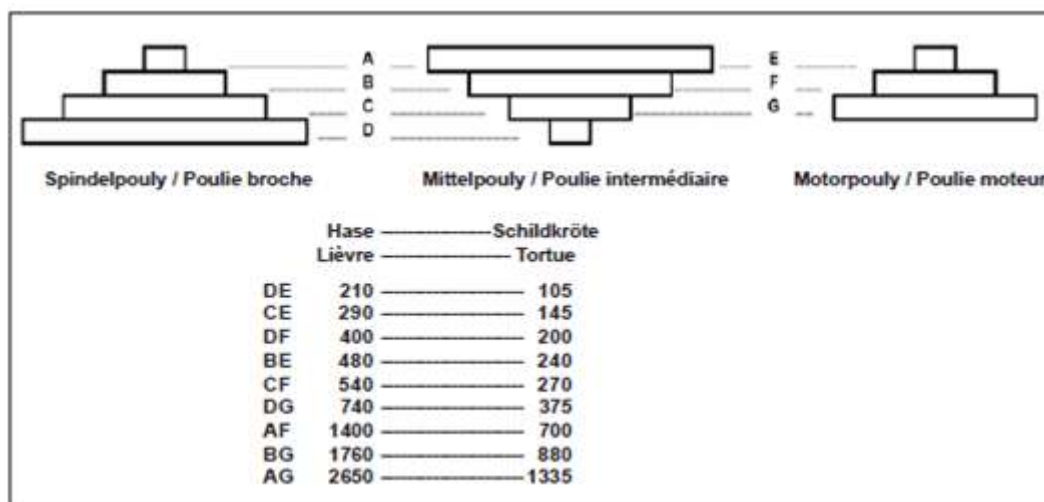 A E
B F
C G
D
Spindelpouly / Poulie broche Mittelpouly / Poulie intermédiaire Motorpouly / Poulie moteur
Hase Schildkröte
Lièvre Tortue
DE 210 105
CE 290 145
DF 400 200
BE 480 240
CF 540 270
DG 740 375
AF 1400 700
BG 1760 880
AG 2650 1335